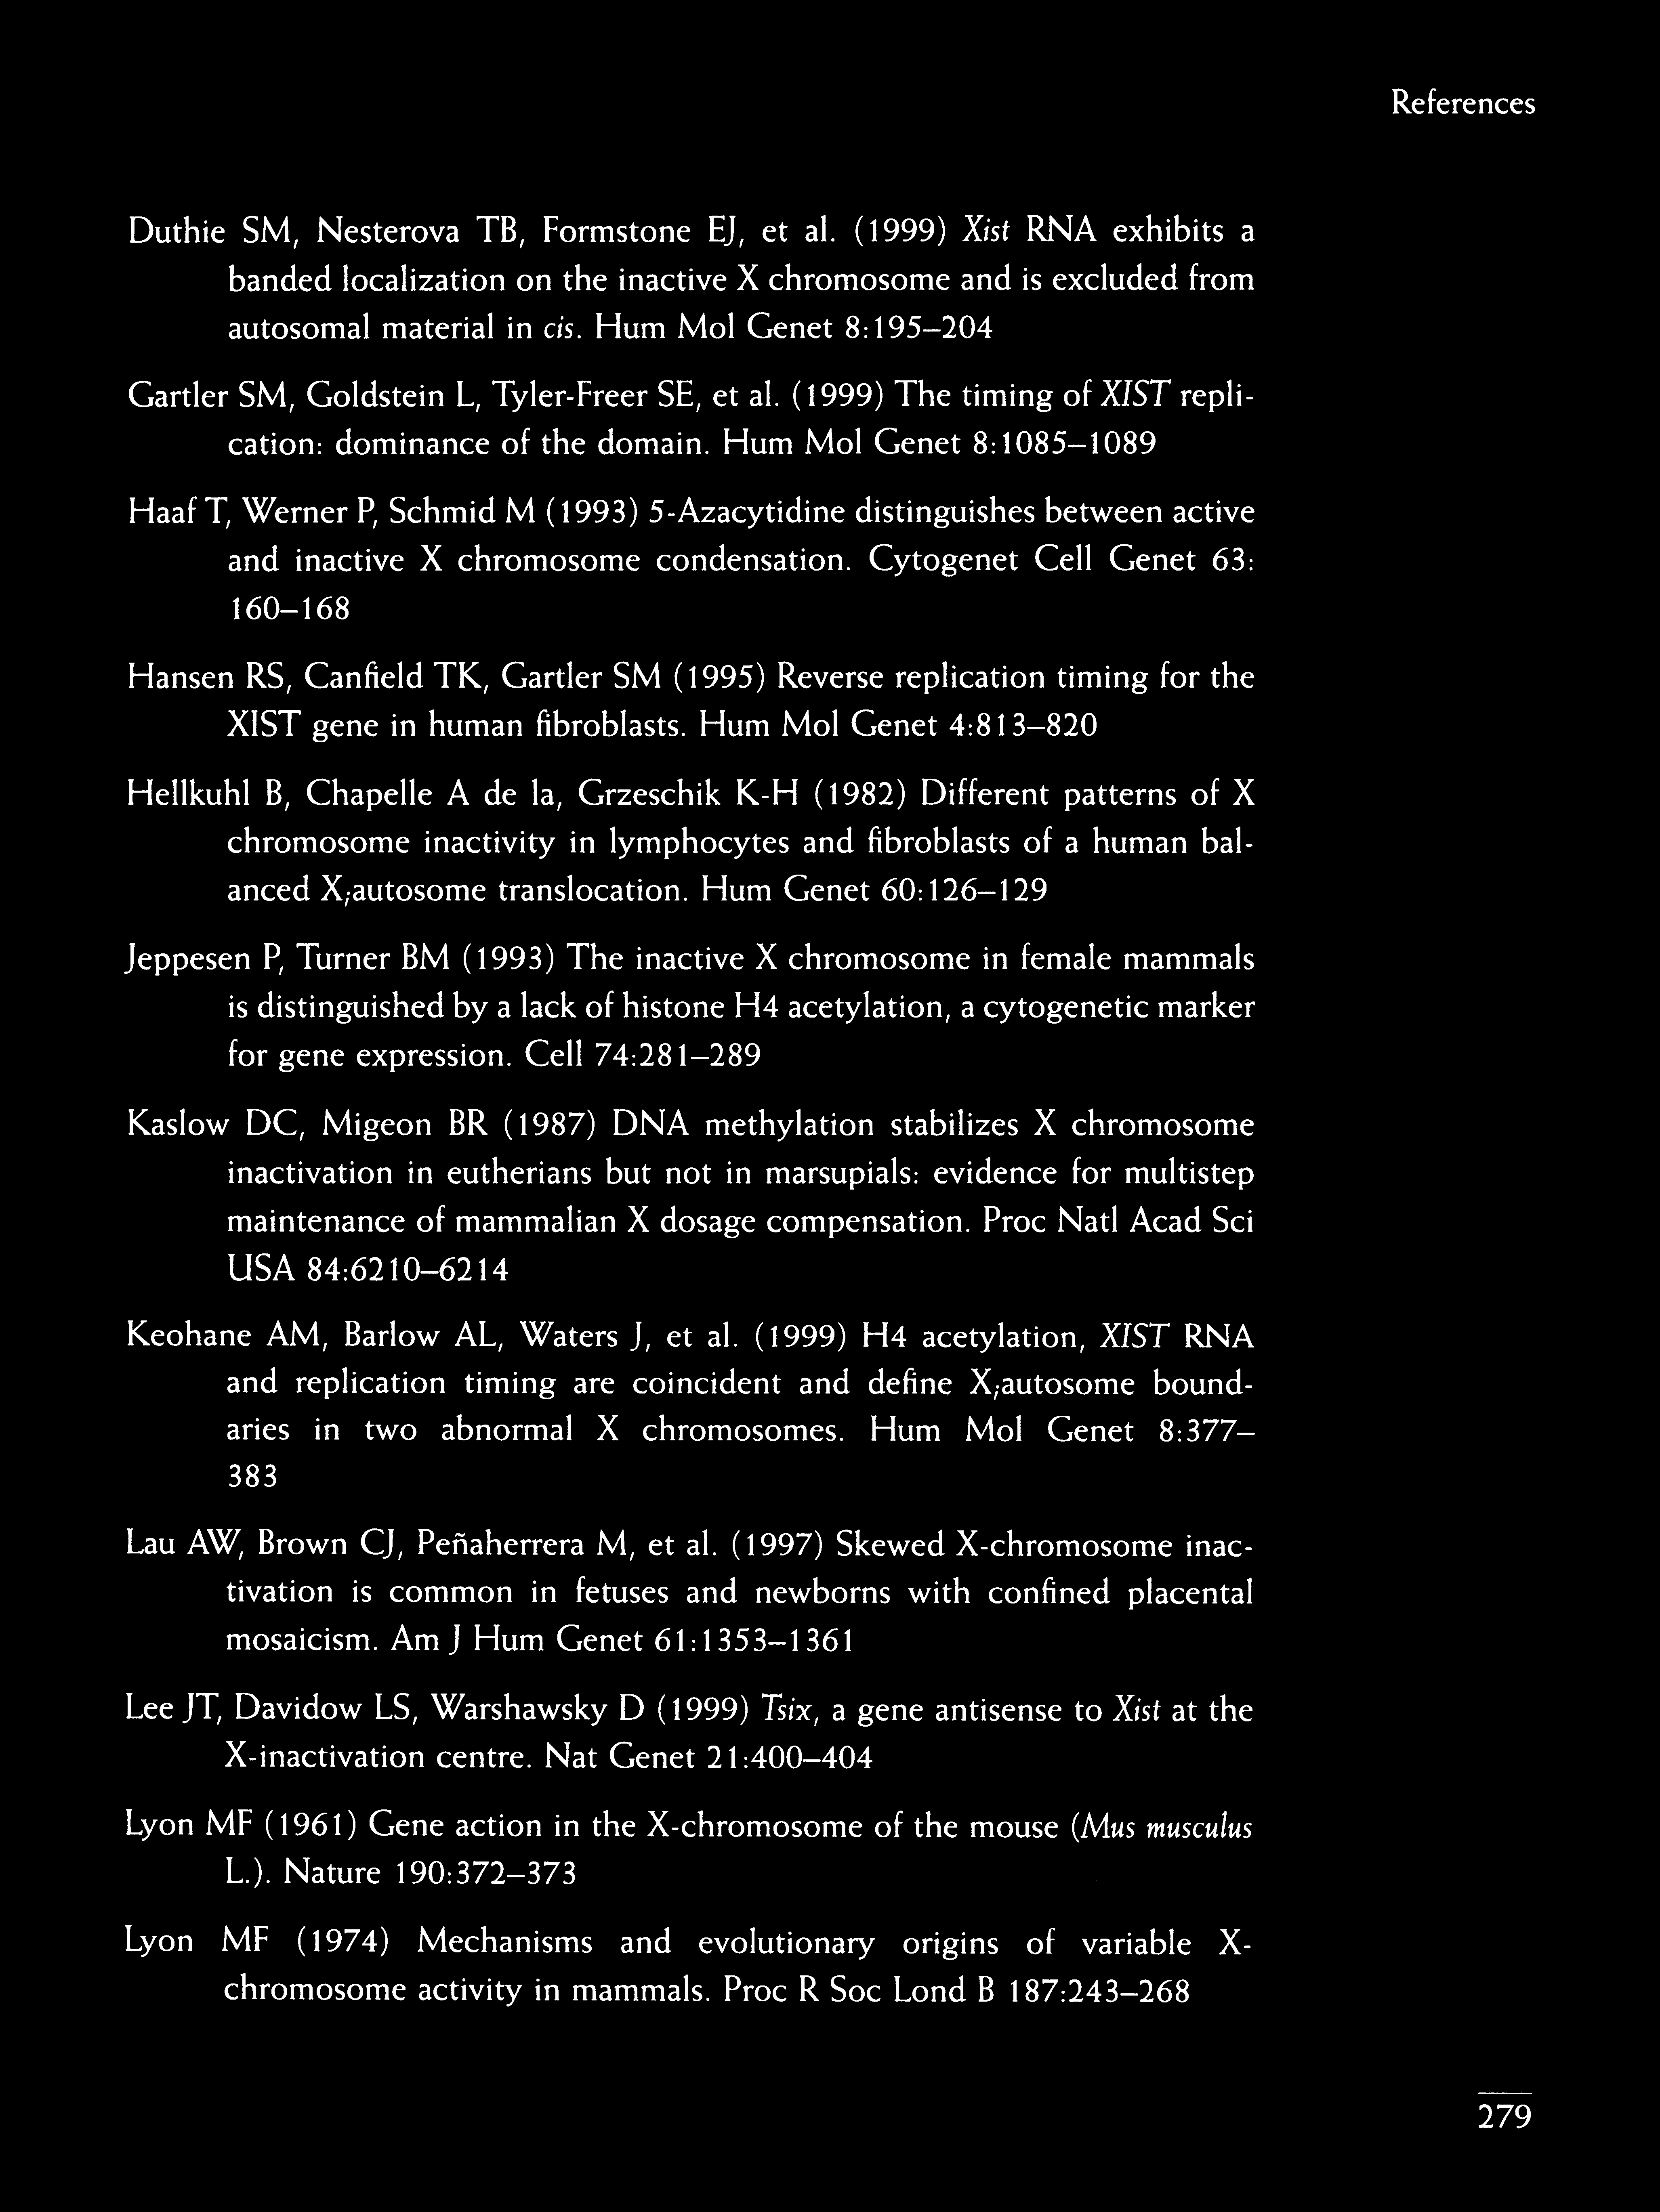 References
Duthie SM, Nesterova TB, Formstone EJ, et al. (1999) Xist RNA exhibits a
banded localization on the inactive X chromosome and is excluded from
autosomal material in cis. Hum Mol Genet 8:195–204
Gartler SM, Goldstein L, Tyler-Freer SE, et al. (1999) The timing of XIST repli-
cation: dominance of the domain. Hum Mol Genet 8:1085–1089
Haaf T, Werner P, Schmid M (1993) 5-Azacytidine distinguishes between active
and inactive X chromosome condensation. Cytogenet Cell Genet 63:
160–168
Hansen RS, Canfield TK, Gartler SM (1995) Reverse replication timing for the
XIST gene in human fibroblasts. Hum Mol Genet 4:813–820
Hellkuhl B, Chapelle A de la, Grzeschik K-H (1982) Different patterns of X
chromosome inactivity in lymphocytes and fibroblasts of a human bal-
anced X;autosome translocation. Hum Genet 60:126–129
Jeppesen P, Turner BM (1993) The inactive X chromosome in female mammals
is distinguished by a lack of histone H4 acetylation, a cytogenetic marker
for gene expression. Cell 74:281–289
Kaslow DC, Migeon BR (1987) DNA methylation stabilizes X chromosome
inactivation in eutherians but not in marsupials: evidence for multistep
maintenance of mammalian X dosage compensation. Proc Natl Acad Sci
USA 84:6210–6214
Keohane AM, Barlow AL, Waters J, et al. (1999) H4 acetylation, XIST RNA
and replication timing are coincident and define X;autosome bound-
aries in two abnormal X chromosomes. Hum Mol Genet 8:377–
383
Lau AW, Brown CJ, Peñaherrera M, et al. (1997) Skewed X-chromosome inac-
tivation is common in fetuses and newborns with confined placental
mosaicism. Am J Hum Genet 61:1353–1361
Lee JT, Davidow LS, Warshawsky D (1999) Tsix, a gene antisense to Xist at the
X-inactivation centre. Nat Genet 21:400–404
Lyon MF (1961) Gene action in the X-chromosome of the mouse (Mus musculus
L.). Nature 190:372–373
Lyon MF (1974) Mechanisms and evolutionary origins of variable X-
chromosome activity in mammals. Proc R Soc Lond B 187:243–268
279